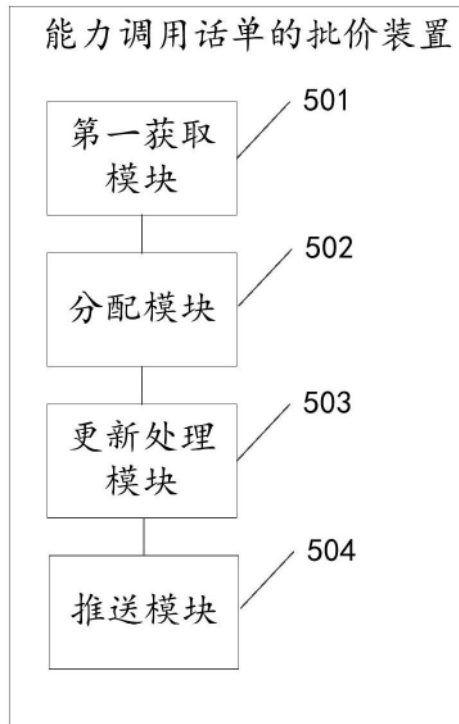 能力调用话单的批价装置
501
第一获取
模块
502
分配模块
503
更新处理
模块
504
推送模块